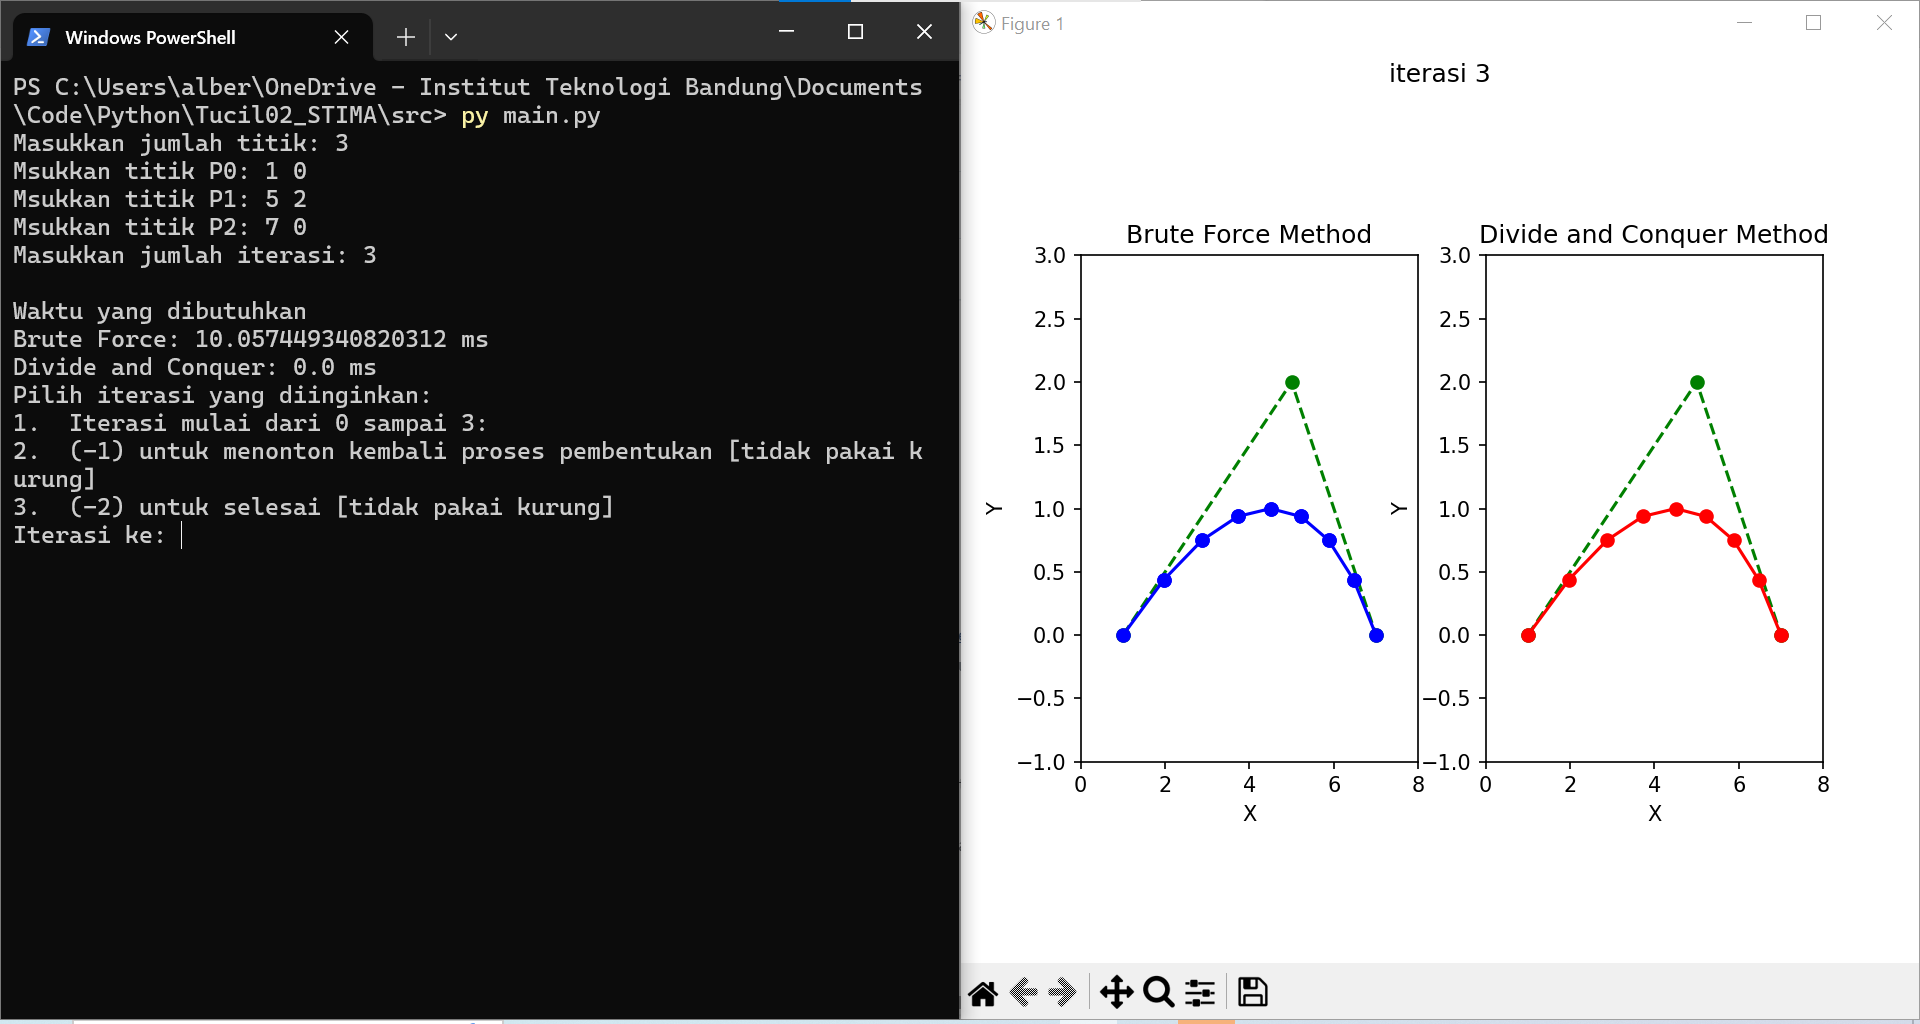 Windows PowerShell
PS C:\Users\alber\OneDrive - Institut Teknologi Bandung\Documents
\Code\Python\Tucil02_STIMA\src> py main.py
Masukkan jumlah titik: 3
Msukkan titik P0: 1 0
Msukkan titik P1: 5 2
Msukkan titik P2: 7 0
Masukkan jumlah iterasi: 3
Waktu yang dibutuhkan
Brute Force: 10.057449340820312 ms
Divide and Conquer: 0.0 ms
Pilih iterasi yang diinginkan:
1.  Iterasi mulai dari 0 sampai 3:
2.  (-1) untuk menonton kembali proses pembentukan [tidak pakai k
urung]
3.  (-2) untuk selesai [tidak pakai kurung]
Iterasi ke:
Figure 1
iterasi 3
Brute Force Method
3.0
2.5
2.0
1.5
1.0
0.5
0.0
−0.5
−1.0
Y
0 2 4 6 8
X
Divide and Conquer Method
3.0
2.5
2.0
1.5
1.0
0.5
0.0
−0.5
−1.0
Y
0 2 4 6 8
X